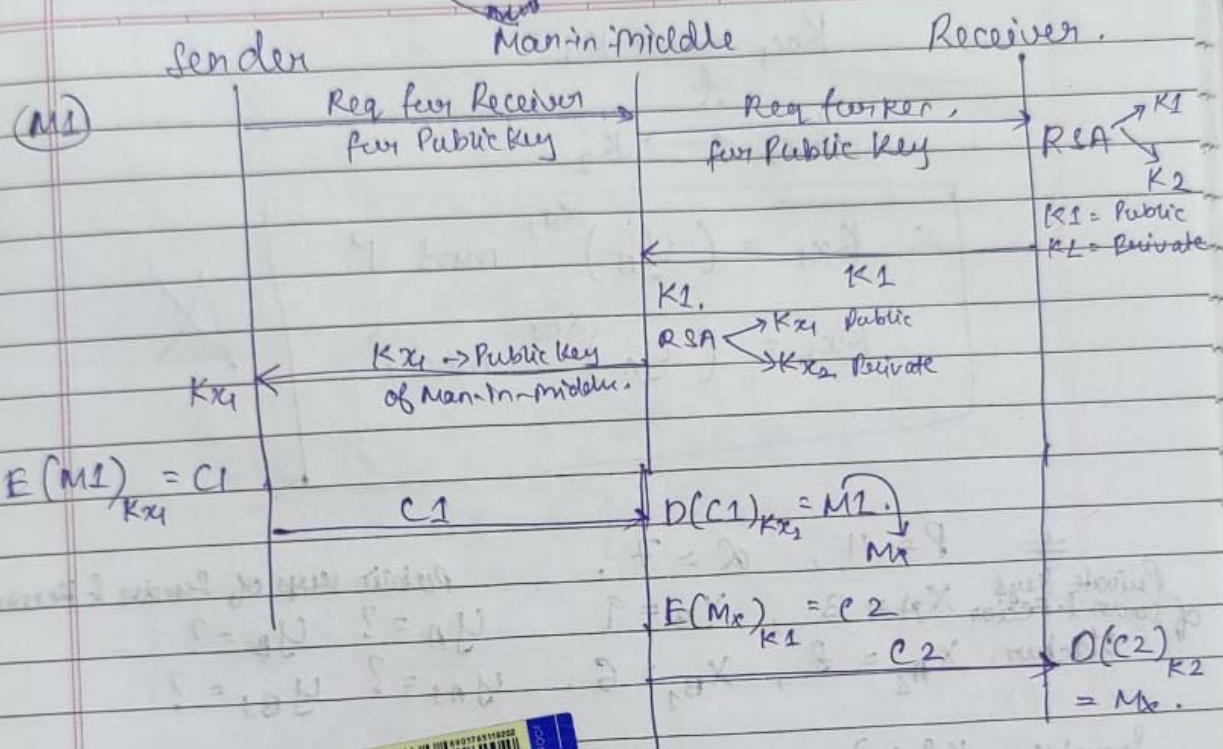 Sender
Man-in-middle
Receiver.
(M1)
Req for Receiver
for Public Key
Req for
for Public Key
RSA
K1
K2
K1 = Public
K2 = Private
K1
K1.
RSA
Kx1 Public
Kx2 Private
Kx1 → Public Key
of Man-In-middle.
Kx1
E(M1)Kx1 = C1
C1
D(C1)Kx2 = M1.
Mx
E(Mx)K1 = C2
C2
D(C2)K2
= Mx.